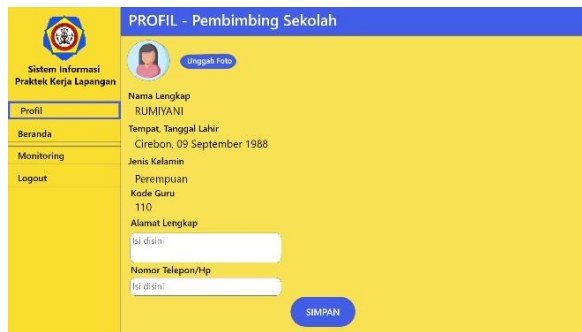 Sistem Informasi
Praktek Kerja Lapangan
Profil
Beranda
Monitoring
Logout
PROFIL - Pembimbing Sekolah
Unggah Foto
Nama Lengkap
RUMIYANI
Tempat, Tanggal Lahir
Cirebon, 09 September 1988
Jenis Kelamin
Perempuan
Kode Guru
110
Alamat Lengkap
Isi disini
Nomor Telepon/Hp
Isi disini
SIMPAN